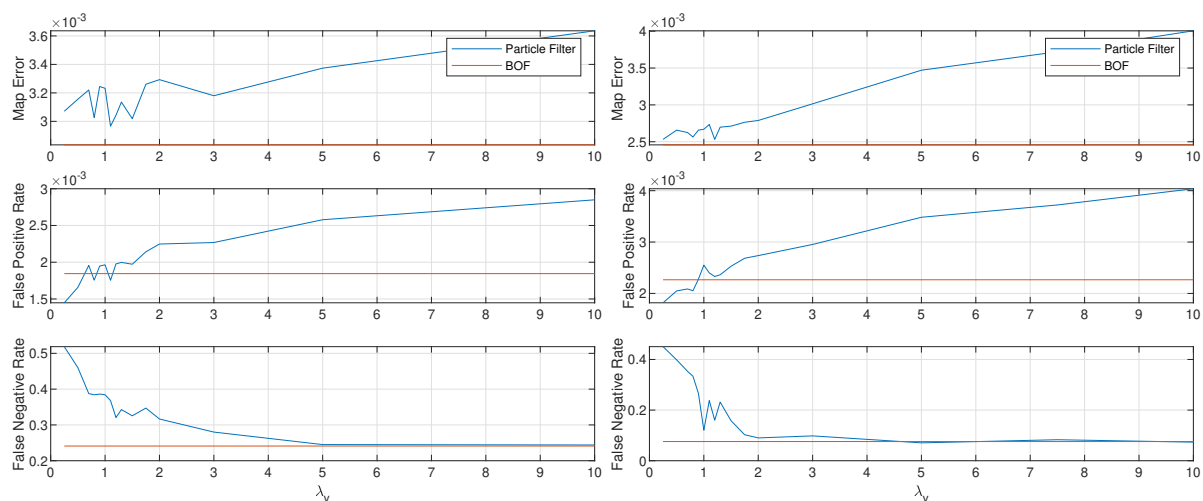 ×10⁻³
3.6
3.4
3.2
3
Map Error
Particle Filter
BOF
0 1 2 3 4 5 6 7 8 9 10
×10⁻³
3
2.5
2
1.5
False Positive Rate
0 1 2 3 4 5 6 7 8 9 10
0.5
0.4
0.3
0.2
False Negative Rate
0 1 2 3 4 5 6 7 8 9 10
λ_v
×10⁻³
4
3.5
3
2.5
Map Error
Particle Filter
BOF
0 1 2 3 4 5 6 7 8 9 10
×10⁻³
4
3
2
False Positive Rate
0 1 2 3 4 5 6 7 8 9 10
0.4
0.2
0
False Negative Rate
0 1 2 3 4 5 6 7 8 9 10
λ_v